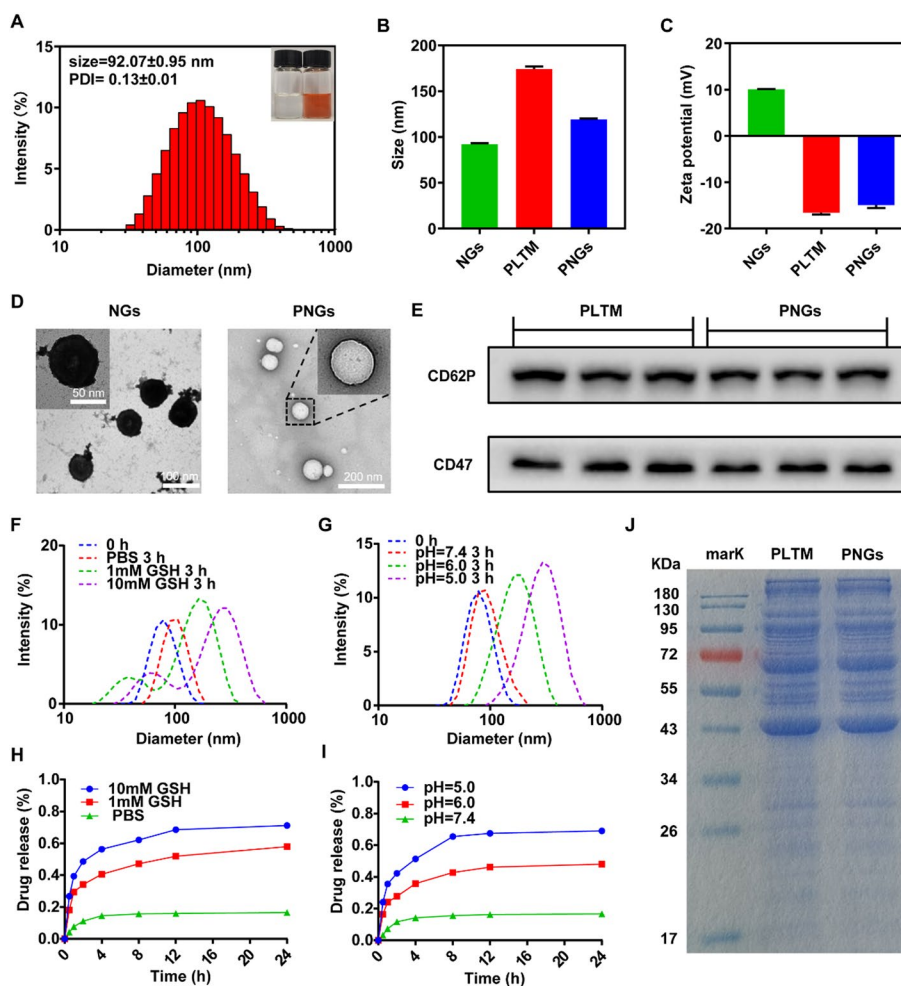 A
size=92.07±0.95 nm
PDI= 0.13±0.01
Intensity (%)
15
10
5
0
10 100 1000
Diameter (nm)
B
Size (nm)
200
150
100
50
0
NGs PLTM PNGs
C
Zeta potential (mV)
20
10
0
-10
-20
NGs PLTM PNGs
D
NGs PNGs
50 nm
100 nm
200 nm
E
PLTM PNGs
CD62P
CD47
F
0 h
PBS 3 h
1mM GSH 3 h
10mM GSH 3 h
Intensity (%)
20
10
0
10 100 1000
Diameter (nm)
G
0 h
pH=7.4 3 h
pH=6.0 3 h
pH=5.0 3 h
Intensity (%)
15
10
5
0
10 100 1000
Diameter (nm)
H
10mM GSH
1mM GSH
PBS
Drug release (%)
1.0
0.8
0.6
0.4
0.2
0.0
0 4 8 12 16 20 24
Time (h)
I
pH=5.0
pH=6.0
pH=7.4
Drug release (%)
1.0
0.8
0.6
0.4
0.2
0.0
0 4 8 12 16 20 24
Time (h)
J
KDa marK PLTM PNGs
180
130
95
72
55
43
34
26
17